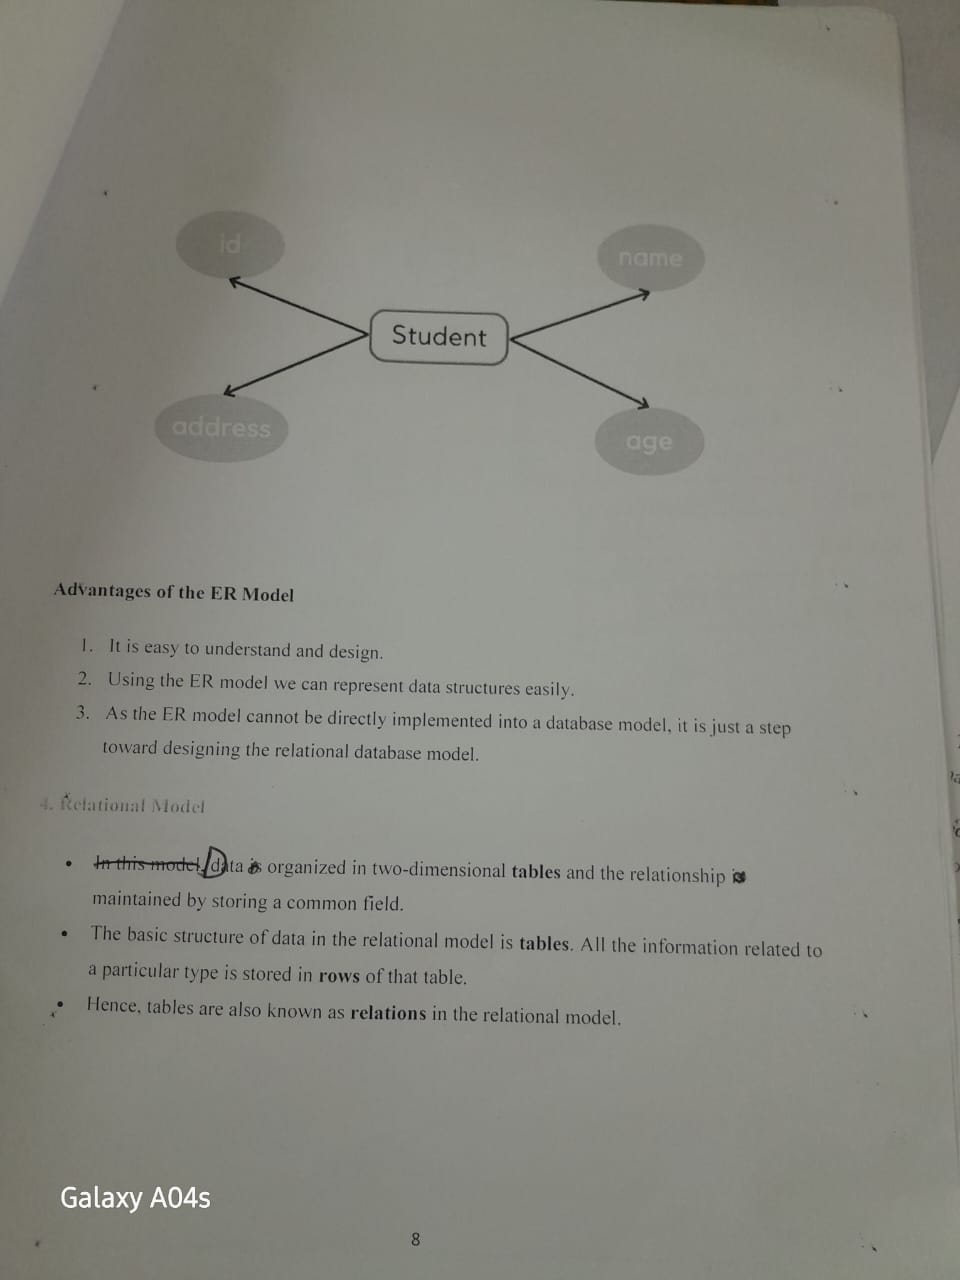 id
name
Student
address
age
Advantages of the ER Model
1. It is easy to understand and design.
2. Using the ER model we can represent data structures easily.
3. As the ER model cannot be directly implemented into a database model, it is just a step
toward designing the relational database model.
4. Relational Model
• In this model, Data is organized in two-dimensional tables and the relationship is
maintained by storing a common field.
• The basic structure of data in the relational model is tables. All the information related to
a particular type is stored in rows of that table.
• Hence, tables are also known as relations in the relational model.
Galaxy A04s
8